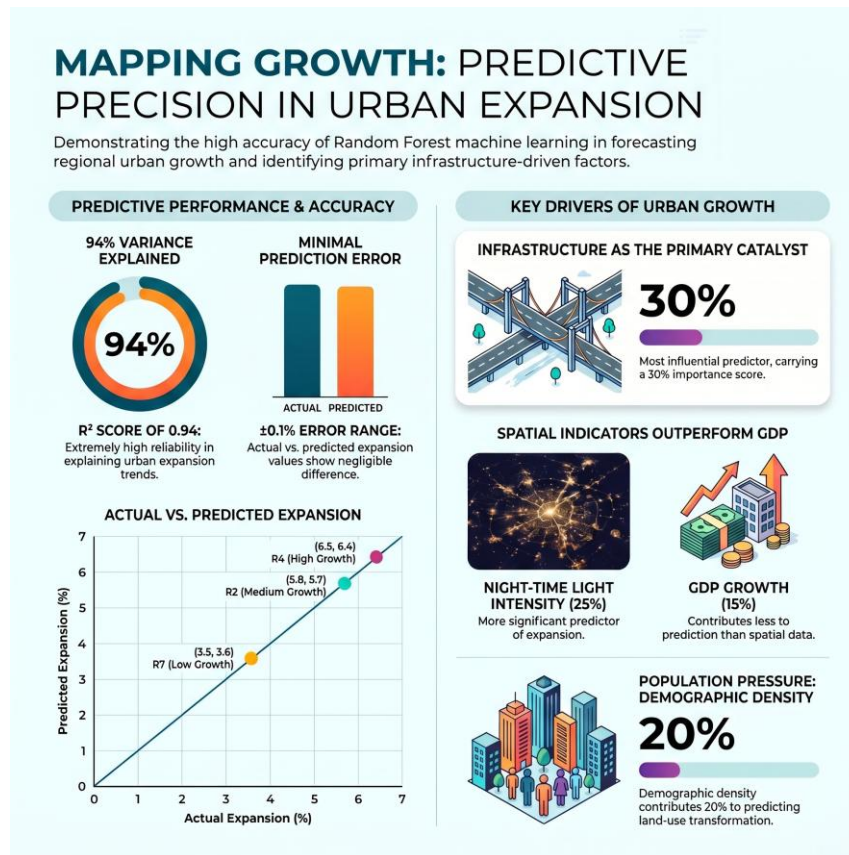 MAPPING GROWTH: PREDICTIVE
PRECISION IN URBAN EXPANSION
Demonstrating the high accuracy of Random Forest machine learning in forecasting
regional urban growth and identifying primary infrastructure-driven factors.
PREDICTIVE PERFORMANCE & ACCURACY
94% VARIANCE
EXPLAINED
94%
R² SCORE OF 0.94:
Extremely high reliability in
explaining urban expansion
trends.
MINIMAL
PREDICTION ERROR
ACTUAL PREDICTED
±0.1% ERROR RANGE:
Actual vs. predicted expansion
values show negligible
difference.
ACTUAL VS. PREDICTED EXPANSION
Predicted Expansion (%)
7
6
5
4
3
2
1
0
(6.5, 6.4)
R4 (High Growth)
(5.8, 5.7)
R2 (Medium Growth)
(3.5, 3.6)
R7 (Low Growth)
0 1 2 3 4 5 6 7
Actual Expansion (%)
KEY DRIVERS OF URBAN GROWTH
INFRASTRUCTURE AS THE PRIMARY CATALYST
30%
Most influential predictor, carrying
a 30% importance score.
SPATIAL INDICATORS OUTPERFORM GDP
NIGHT-TIME LIGHT
INTENSITY (25%)
More significant predictor
of expansion.
GDP GROWTH
(15%)
Contributes less to
prediction than spatial data.
POPULATION PRESSURE:
DEMOGRAPHIC DENSITY
20%
Demographic density
contributes 20% to predicting
land-use transformation.